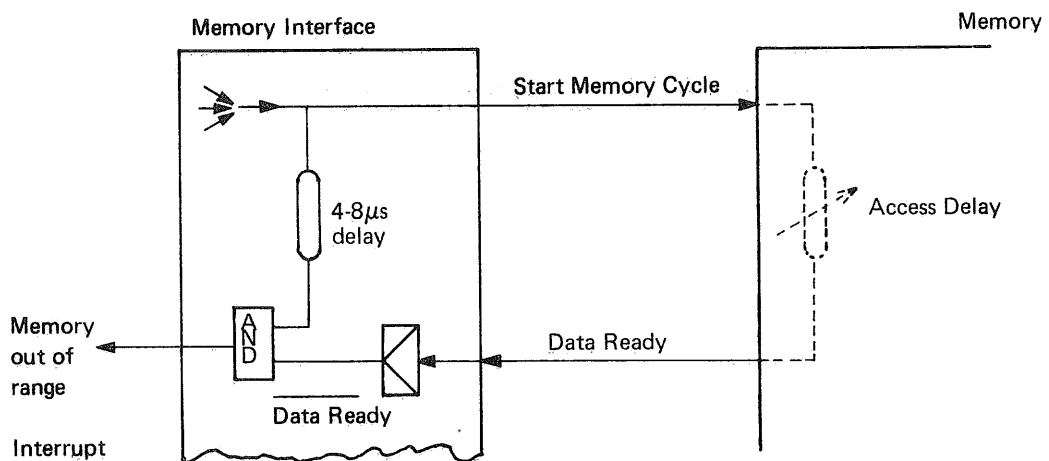 Memory Interface
Memory
Start Memory Cycle
4-8μs
delay
Access Delay
Memory
out of
range
AND
Data Ready
Data Ready
Interrupt